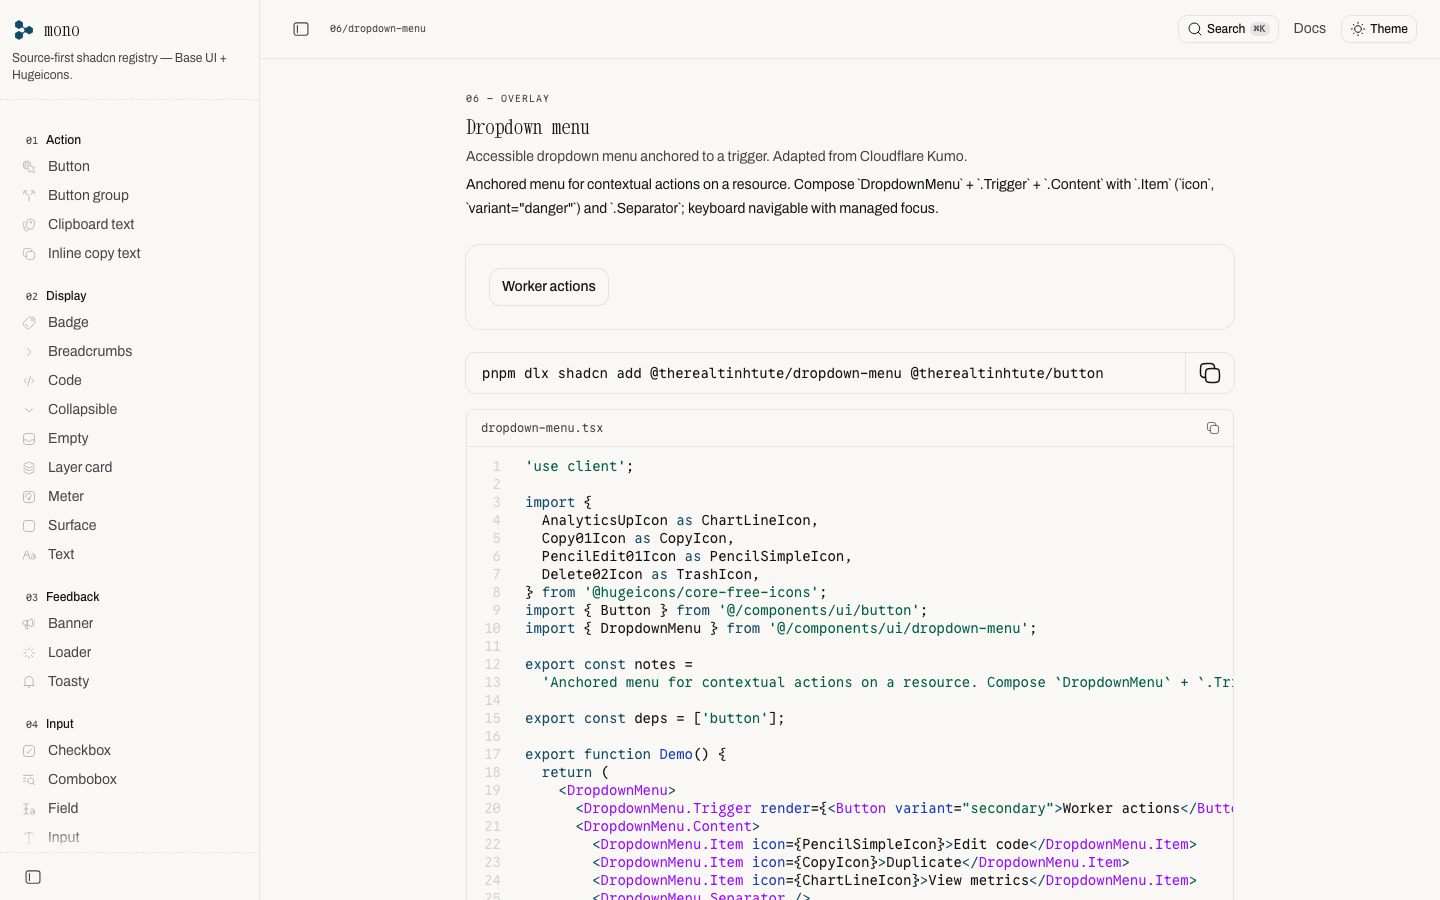 mono
Source-first shadcn registry — Base UI +
Hugeicons.
01 Action
Button
Button group
Clipboard text
Inline copy text
02 Display
Badge
Breadcrumbs
Code
Collapsible
Empty
Layer card
Meter
Surface
Text
03 Feedback
Banner
Loader
Toasty
04 Input
Checkbox
Combobox
Field
Input
06/dropdown-menu
Search ⌘K
Docs
Theme
06 — OVERLAY
Dropdown menu
Accessible dropdown menu anchored to a trigger. Adapted from Cloudflare Kumo.
Anchored menu for contextual actions on a resource. Compose `DropdownMenu` + `.Trigger` + `.Content` with `.Item` (`icon`,
`variant="danger"`) and `.Separator`; keyboard navigable with managed focus.
Worker actions
pnpm dlx shadcn add @therealtinhtute/dropdown-menu @therealtinhtute/button
dropdown-menu.tsx
1 'use client';
2
3 import {
4 AnalyticsUpIcon as ChartLineIcon,
5 Copy01Icon as CopyIcon,
6 PencilEdit01Icon as PencilSimpleIcon,
7 Delete02Icon as TrashIcon,
8 } from '@hugeicons/core-free-icons';
9 import { Button } from '@/components/ui/button';
10 import { DropdownMenu } from '@/components/ui/dropdown-menu';
11
12 export const notes =
13 'Anchored menu for contextual actions on a resource. Compose `DropdownMenu` + `.Tri
14
15 export const deps = ['button'];
16
17 export function Demo() {
18 return (
19 <DropdownMenu>
20 <DropdownMenu.Trigger render={<Button variant="secondary">Worker actions</Butto
21 <DropdownMenu.Content>
22 <DropdownMenu.Item icon={PencilSimpleIcon}>Edit code</DropdownMenu.Item>
23 <DropdownMenu.Item icon={CopyIcon}>Duplicate</DropdownMenu.Item>
24 <DropdownMenu.Item icon={ChartLineIcon}>View metrics</DropdownMenu.Item>
25 <DropdownMenu.Separator />